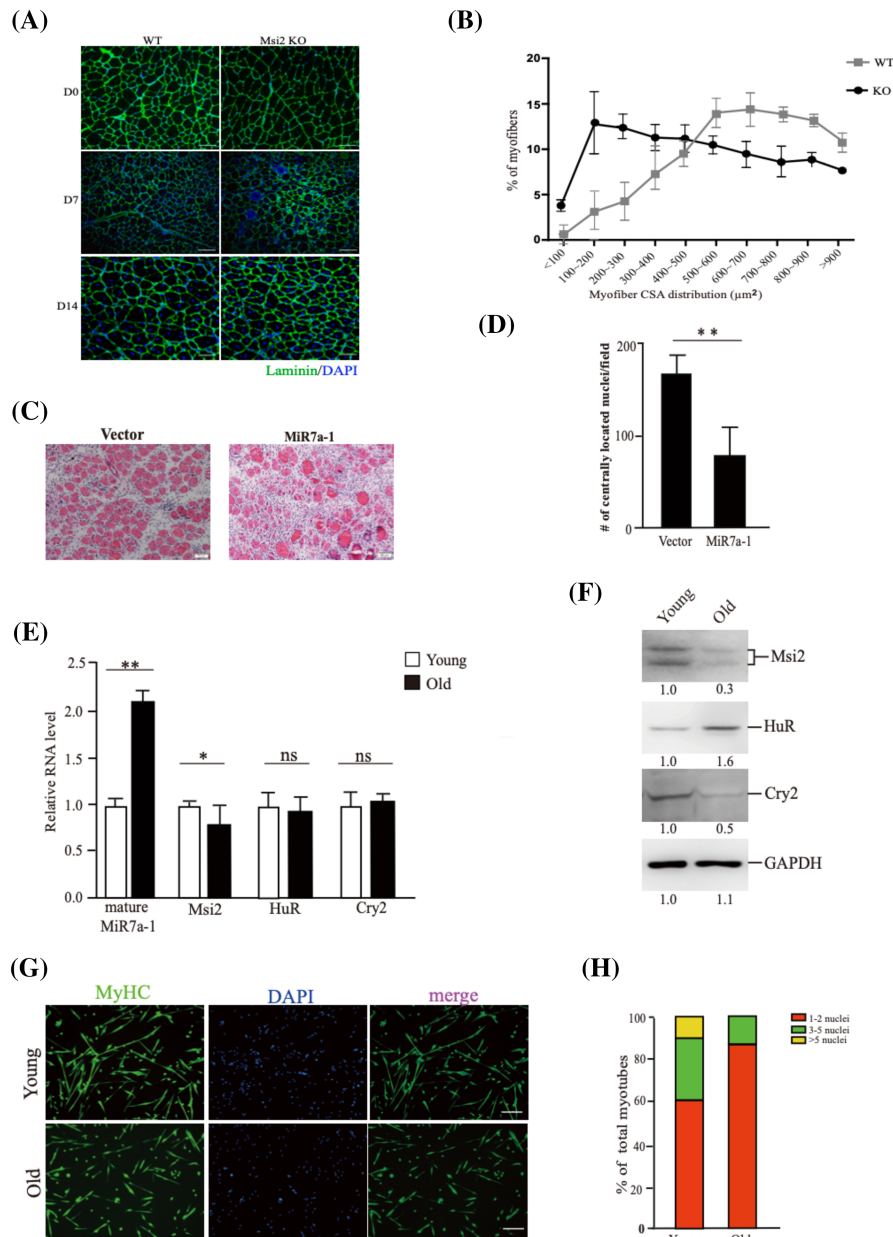 (A)
WT
Msi2 KO
D0
D7
D14
Laminin/DAPI
(B)
% of myofibers
20
15
10
5
0
<100
100~200
200~300
300~400
400~500
500~600
600~700
700~800
800~900
>900
Myofiber CSA distribution (µm²)
WT
KO
(C)
Vector
MiR7a-1
(D)
# of centrally located nuclei/field
200
100
0
**
Vector
MiR7a-1
(E)
Relative RNA level
2.5
2.0
1.5
1.0
0.5
0.0
**
*
ns
ns
Young
Old
mature
MiR7a-1
Msi2
HuR
Cry2
(F)
Young
Old
Msi2
1.0 0.3
HuR
1.0 1.6
Cry2
1.0 0.5
GAPDH
1.0 1.1
(G)
MyHC
DAPI
merge
Young
Old
(H)
% of total myotubes
100
80
60
40
20
0
1-2 nuclei
3-5 nuclei
>5 nuclei